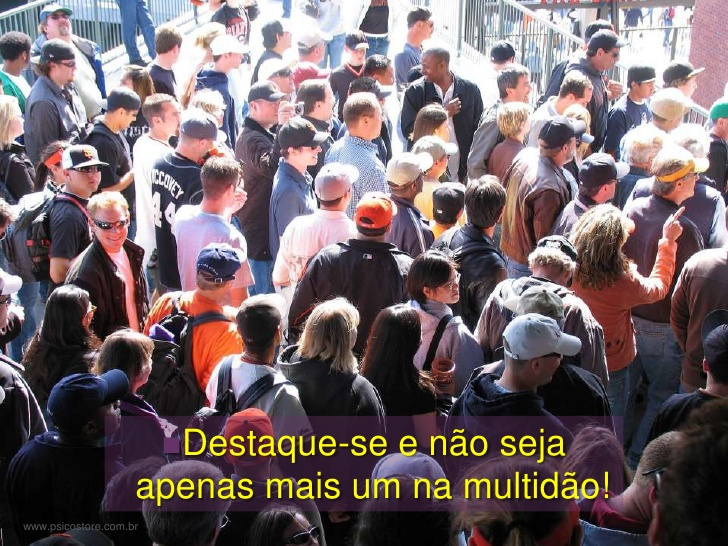 McCOVEY
44
Destaque-se e não seja
apenas mais um na multidão!
www.psicostore.com.br